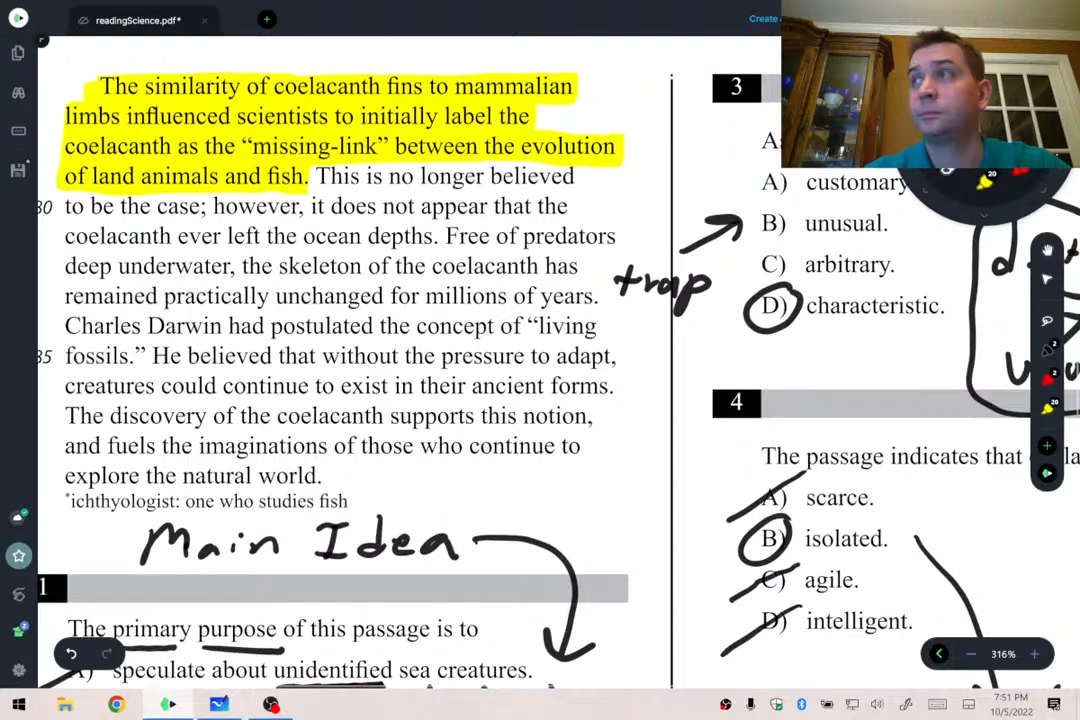 readingScience.pdf*
Create
The similarity of coelacanth fins to mammalian
limbs influenced scientists to initially label the
coelacanth as the “missing-link” between the evolution
of land animals and fish. This is no longer believed
30 to be the case; however, it does not appear that the
coelacanth ever left the ocean depths. Free of predators
deep underwater, the skeleton of the coelacanth has
remained practically unchanged for millions of years.
Charles Darwin had postulated the concept of “living
35 fossils.” He believed that without the pressure to adapt,
creatures could continue to exist in their ancient forms.
The discovery of the coelacanth supports this notion,
and fuels the imaginations of those who continue to
explore the natural world.
*ichthyologist: one who studies fish
Main Idea
1
The primary purpose of this passage is to
A) speculate about unidentified sea creatures.
3
A) customary
B) unusual.
trap
C) arbitrary.
D) characteristic.
4
The passage indicates that
A) scarce.
B) isolated.
C) agile.
D) intelligent.
20
2
2
20
2
316%
7:51 PM
10/5/2022